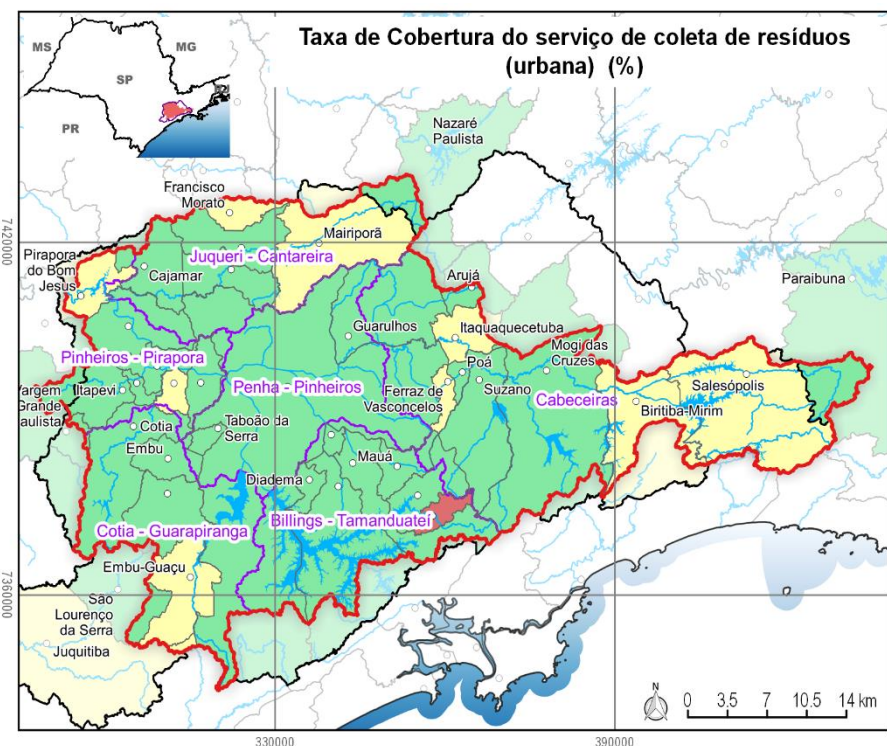 Taxa de Cobertura do serviço de coleta de resíduos
(urbana) (%)
MS
MG
SP
RJ
PR
Nazaré
Paulista
Francisco
Morato
Mairiporã
7420000
Juqueri - Cantareira
Pirapora
do Bom
Jesus
Cajamar
Arujá
Paraibuna
Guarulhos
Itaquaquecetuba
Pinheiros - Pirapora
Mogi das
Cruzes
Poá
Penha - Pinheiros
Ferraz de
Vasconcelos
Suzano
Salesópolis
Itapevi
Cabeceiras
Biritiba-Mirim
Vargem
Grande
Paulista
Cotia
Taboão da
Serra
Embu
Mauá
Diadema
Cotia - Guarapiranga
Billings - Tamanduateí
Embu-Guaçu
7360000
São
Lourenço
da Serra
Juquitiba
N
0 3.5 7 10.5 14 km
330000
390000